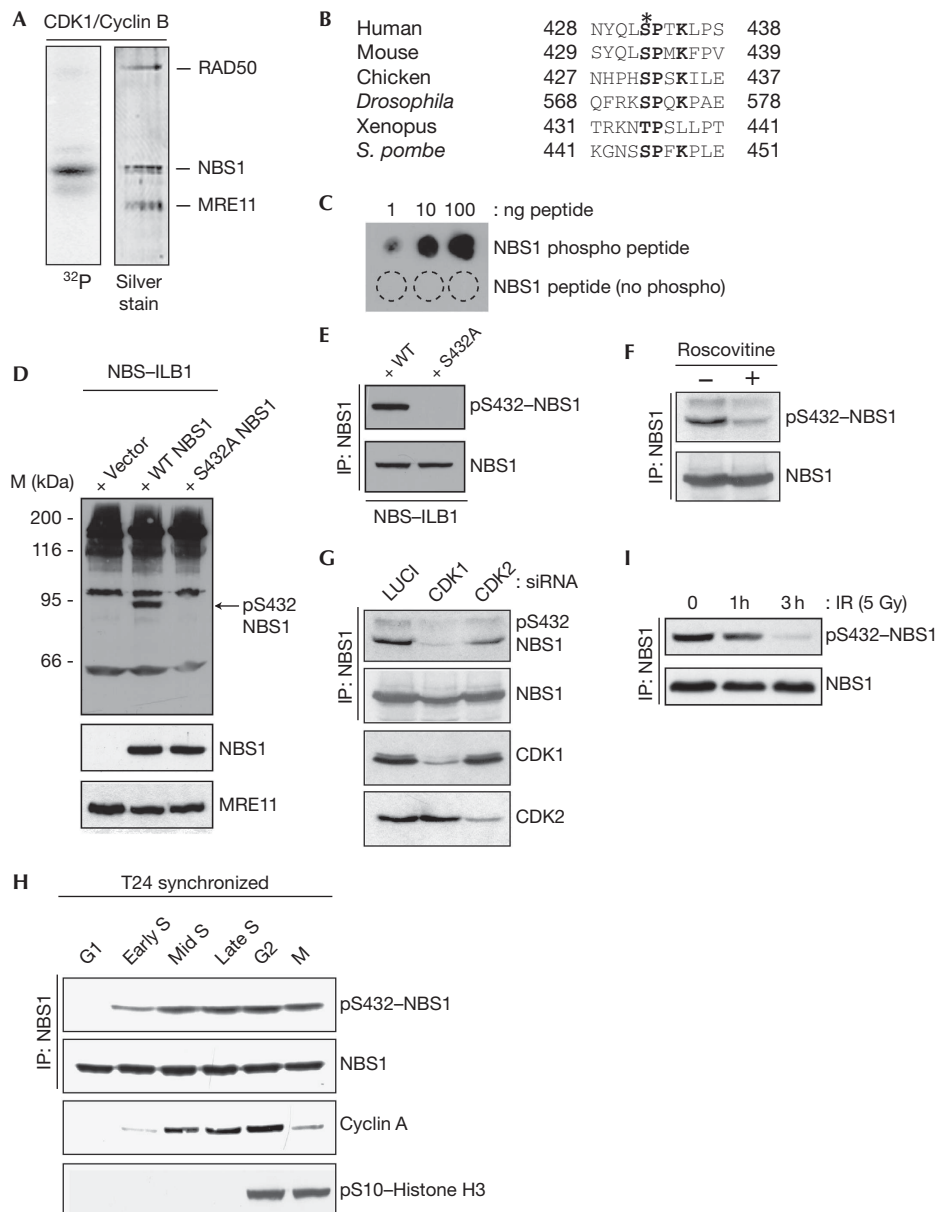 A
CDK1/Cyclin B
RAD50
NBS1
MRE11
32P
Silver stain
B
*
Human 428 NYQLSPTKLPS 438
Mouse 429 SYQLSPMKFPV 439
Chicken 427 NHPHSPSKILE 437
Drosophila 568 QFRKSPQKPAE 578
Xenopus 431 TRKNTPSLLPT 441
S. pombe 441 KGNSSPFKPLE 451
C
1 10 100 : ng peptide
NBS1 phospho peptide
NBS1 peptide (no phospho)
D
NBS–ILB1
M (kDa)
+ Vector
+ WT NBS1
+ S432A NBS1
200 -
116 -
95 -
66 -
pS432
NBS1
NBS1
MRE11
E
+ WT
+ S432A
IP: NBS1
pS432–NBS1
NBS1
NBS–ILB1
F
Roscovitine
– +
IP: NBS1
pS432–NBS1
NBS1
G
LUCI CDK1 CDK2 : siRNA
IP: NBS1
pS432
NBS1
NBS1
CDK1
CDK2
I
0 1 h 3 h : IR (5 Gy)
IP: NBS1
pS432–NBS1
NBS1
H
T24 synchronized
G1 Early S Mid S Late S G2 M
IP: NBS1
pS432–NBS1
NBS1
Cyclin A
pS10–Histone H3